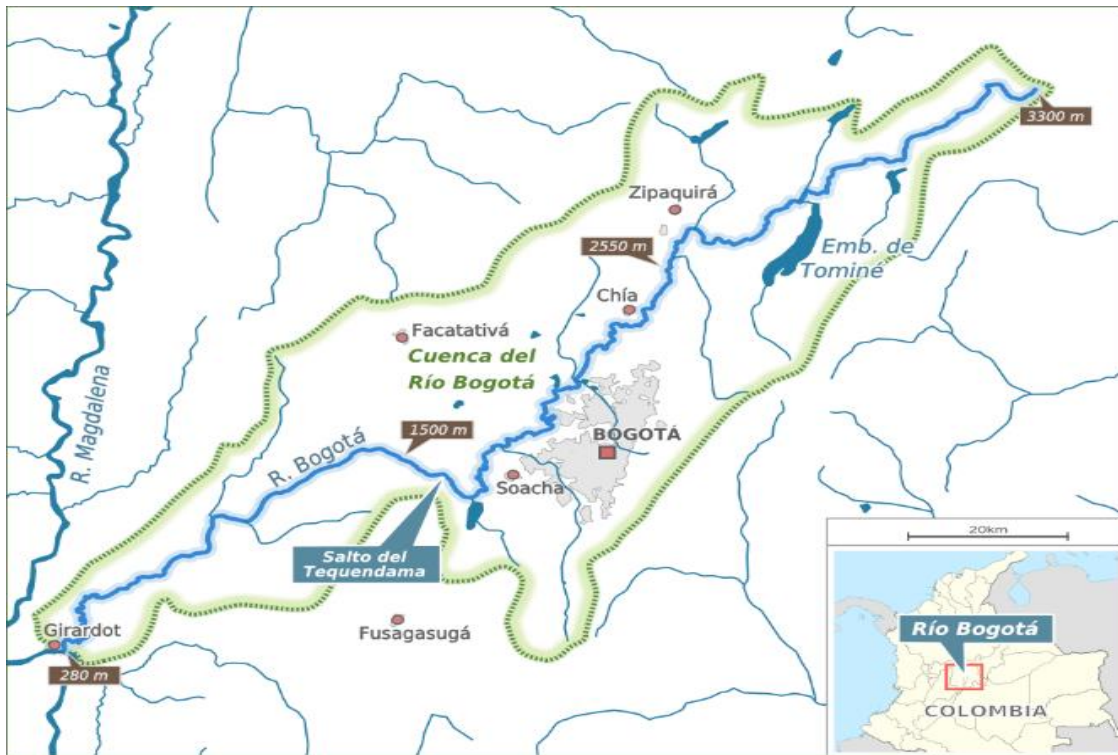 3300 m
Zipaquirá
2550 m
Emb. de
Tominé
Chía
Facatativá
Cuenca del
Río Bogotá
R. Magdalena
1500 m
BOGOTÁ
R. Bogotá
Soacha
Salto del
Tequendama
Girardot
Fusagasugá
280 m
20km
Río Bogotá
COLOMBIA